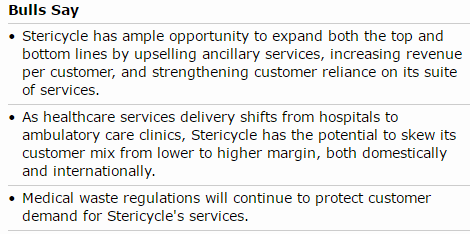 Bulls Say
• Stericycle has ample opportunity to expand both the top and
bottom lines by upselling ancillary services, increasing revenue
per customer, and strengthening customer reliance on its suite
of services.
• As healthcare services delivery shifts from hospitals to
ambulatory care clinics, Stericycle has the potential to skew its
customer mix from lower to higher margin, both domestically
and internationally.
• Medical waste regulations will continue to protect customer
demand for Stericycle's services.